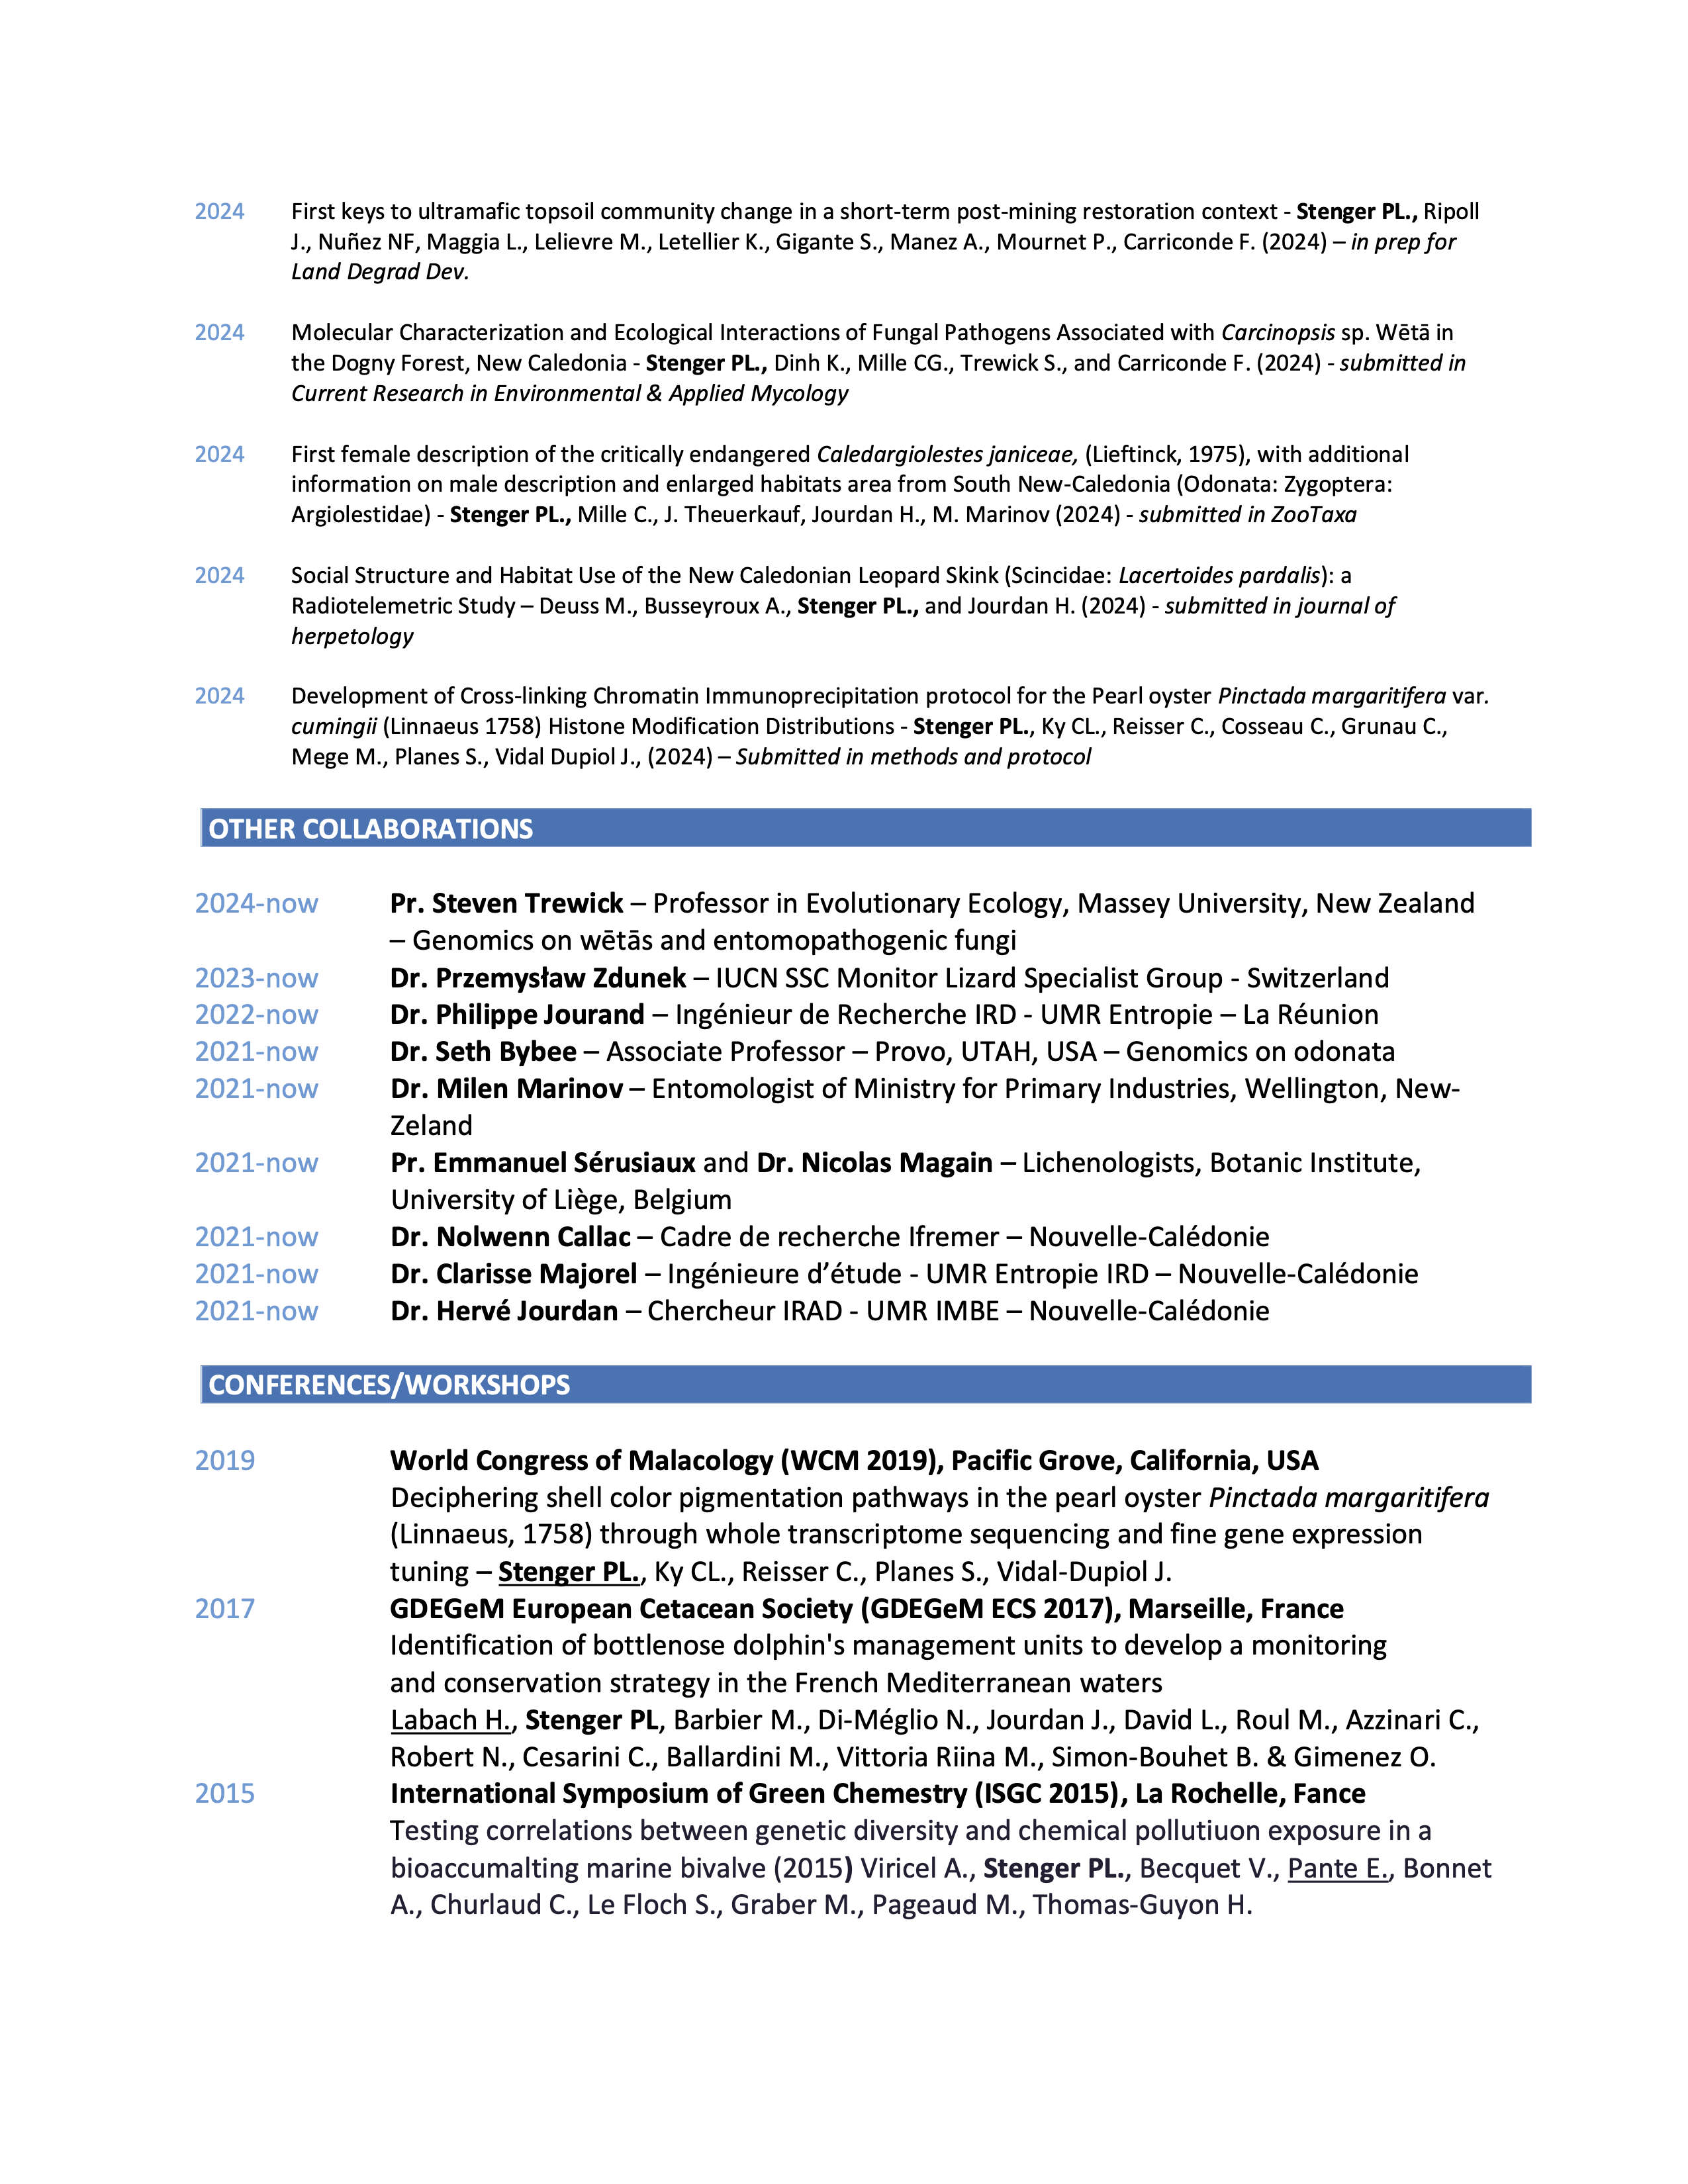 2024 First keys to ultramafic topsoil community change in a short-term post-mining restoration context - Stenger PL., Ripoll
J., Nuñez NF, Maggia L., Lelievre M., Letellier K., Gigante S., Manez A., Mournet P., Carriconde F. (2024) – in prep for
Land Degrad Dev.
2024 Molecular Characterization and Ecological Interactions of Fungal Pathogens Associated with Carcinopsis sp. Wētā in
the Dogny Forest, New Caledonia - Stenger PL., Dinh K., Mille CG., Trewick S., and Carriconde F. (2024) - submitted in
Current Research in Environmental & Applied Mycology
2024 First female description of the critically endangered Caledargiolestes janiceae, (Lieftinck, 1975), with additional
information on male description and enlarged habitats area from South New-Caledonia (Odonata: Zygoptera:
Argiolestidae) - Stenger PL., Mille C., J. Theuerkauf, Jourdan H., M. Marinov (2024) - submitted in ZooTaxa
2024 Social Structure and Habitat Use of the New Caledonian Leopard Skink (Scincidae: Lacertoides pardalis): a
Radiotelemetric Study – Deuss M., Busseyroux A., Stenger PL., and Jourdan H. (2024) - submitted in journal of
herpetology
2024 Development of Cross-linking Chromatin Immunoprecipitation protocol for the Pearl oyster Pinctada margaritifera var.
cumingii (Linnaeus 1758) Histone Modification Distributions - Stenger PL., Ky CL., Reisser C., Cosseau C., Grunau C.,
Mege M., Planes S., Vidal Dupiol J., (2024) – Submitted in methods and protocol
OTHER COLLABORATIONS
2024-now Pr. Steven Trewick – Professor in Evolutionary Ecology, Massey University, New Zealand
– Genomics on wētās and entomopathogenic fungi
2023-now Dr. Przemysław Zdunek – IUCN SSC Monitor Lizard Specialist Group - Switzerland
2022-now Dr. Philippe Jourand – Ingénieur de Recherche IRD - UMR Entropie – La Réunion
2021-now Dr. Seth Bybee – Associate Professor – Provo, UTAH, USA – Genomics on odonata
2021-now Dr. Milen Marinov – Entomologist of Ministry for Primary Industries, Wellington, New-
Zeland
2021-now Pr. Emmanuel Sérusiaux and Dr. Nicolas Magain – Lichenologists, Botanic Institute,
University of Liège, Belgium
2021-now Dr. Nolwenn Callac – Cadre de recherche Ifremer – Nouvelle-Calédonie
2021-now Dr. Clarisse Majorel – Ingénieure d’étude - UMR Entropie IRD – Nouvelle-Calédonie
2021-now Dr. Hervé Jourdan – Chercheur IRAD - UMR IMBE – Nouvelle-Calédonie
CONFERENCES/WORKSHOPS
2019 World Congress of Malacology (WCM 2019), Pacific Grove, California, USA
Deciphering shell color pigmentation pathways in the pearl oyster Pinctada margaritifera
(Linnaeus, 1758) through whole transcriptome sequencing and fine gene expression
tuning – Stenger PL., Ky CL., Reisser C., Planes S., Vidal-Dupiol J.
2017 GDEGeM European Cetacean Society (GDEGeM ECS 2017), Marseille, France
Identification of bottlenose dolphin's management units to develop a monitoring
and conservation strategy in the French Mediterranean waters
Labach H., Stenger PL, Barbier M., Di-Méglio N., Jourdan J., David L., Roul M., Azzinari C.,
Robert N., Cesarini C., Ballardini M., Vittoria Riina M., Simon-Bouhet B. & Gimenez O.
2015 International Symposium of Green Chemestry (ISGC 2015), La Rochelle, Fance
Testing correlations between genetic diversity and chemical pollutiuon exposure in a
bioaccumalting marine bivalve (2015) Viricel A., Stenger PL., Becquet V., Pante E., Bonnet
A., Churlaud C., Le Floch S., Graber M., Pageaud M., Thomas-Guyon H.